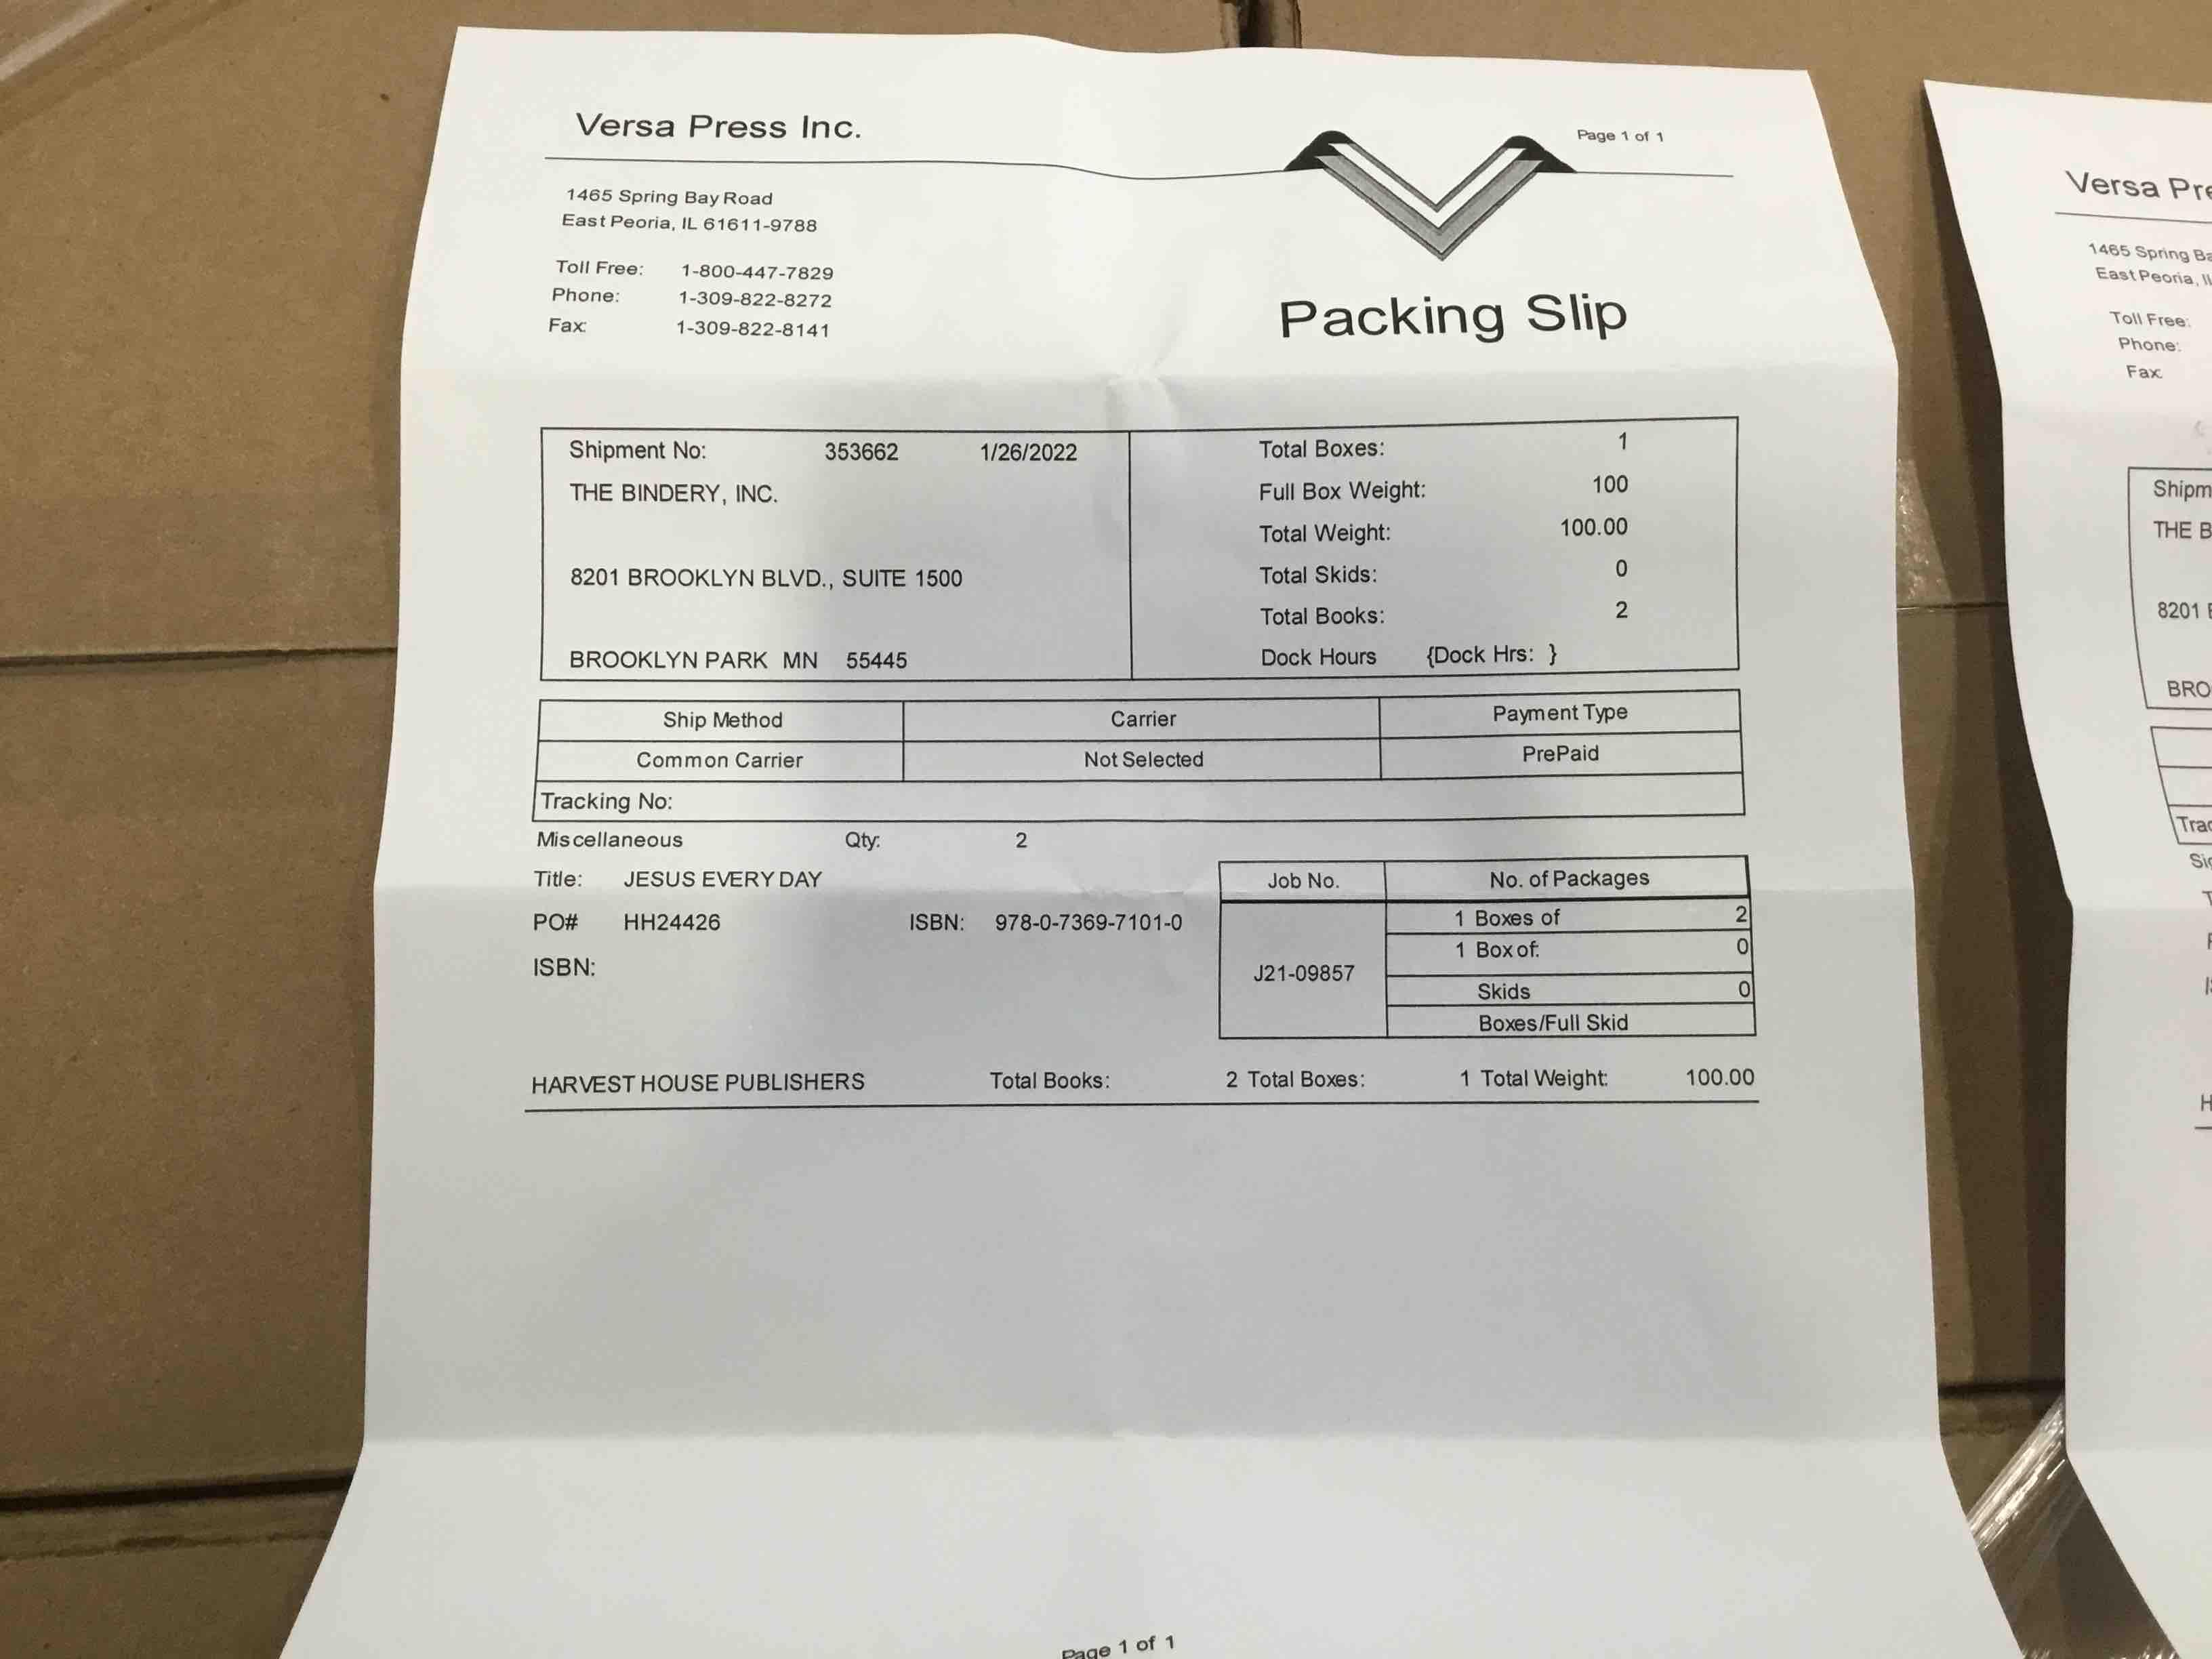 Versa Press Inc.
Page 1 of 1
1465 Spring Bay Road
East Peoria, IL 61611-9788
Toll Free: 1-800-447-7829
Phone: 1-309-822-8272
Fax: 1-309-822-8141
Packing Slip
Shipment No: 353662 1/26/2022
THE BINDERY, INC.
8201 BROOKLYN BLVD., SUITE 1500
BROOKLYN PARK MN 55445
Total Boxes: 1
Full Box Weight: 100
Total Weight: 100.00
Total Skids: 0
Total Books: 2
Dock Hours {Dock Hrs: }
Ship Method Carrier Payment Type
Common Carrier Not Selected PrePaid
Tracking No:
Miscellaneous Qty: 2
Title: JESUS EVERY DAY
PO# HH24426 ISBN: 978-0-7369-7101-0
ISBN:
Job No. No. of Packages
J21-09857
1 Boxes of 2
1 Box of: 0
Skids 0
Boxes/Full Skid
HARVEST HOUSE PUBLISHERS Total Books: 2 Total Boxes: 1 Total Weight: 100.00
Page 1 of 1
Versa Pre
1465 Spring Ba
East Peoria, Il
Toll Free:
Phone:
Fax:
Shipm
THE B
8201
BRO
Trac